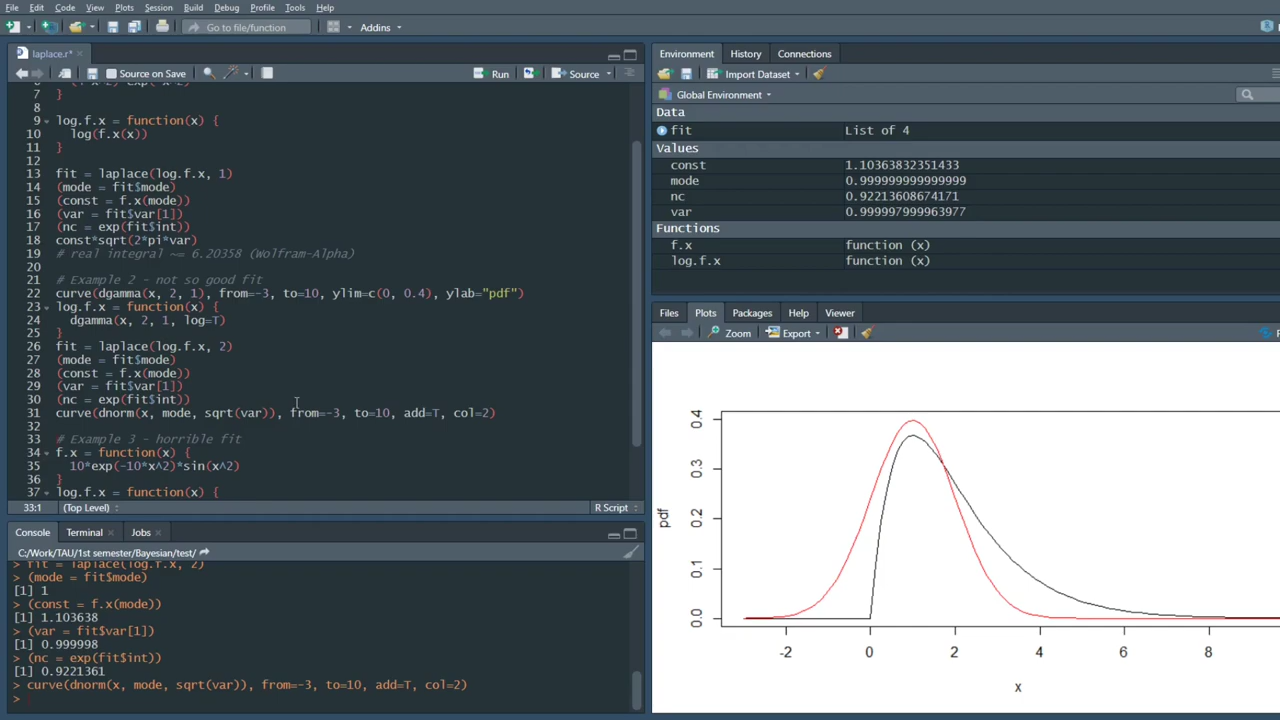 File Edit Code View Plots Session Build Debug Profile Tools Help
Go to file/function Addins
laplace.r*
Source on Save Run Source
7 }
8
9 log.f.x = function(x) {
10 log(f.x(x))
11 }
12
13 fit = laplace(log.f.x, 1)
14 (mode = fit$mode)
15 (const = f.x(mode))
16 (var = fit$var[1])
17 (nc = exp(fit$int))
18 const*sqrt(2*pi*var)
19 # real integral ~= 6.20358 (Wolfram-Alpha)
20
21 # Example 2 - not so good fit
22 curve(dgamma(x, 2, 1), from=-3, to=10, ylim=c(0, 0.4), ylab="pdf")
23 log.f.x = function(x) {
24 dgamma(x, 2, 1, log=T)
25 }
26 fit = laplace(log.f.x, 2)
27 (mode = fit$mode)
28 (const = f.x(mode))
29 (var = fit$var[1])
30 (nc = exp(fit$int))
31 curve(dnorm(x, mode, sqrt(var)), from=-3, to=10, add=T, col=2)
32
33 # Example 3 - horrible fit
34 f.x = function(x) {
35 10*exp(-10*x^2)*sin(x^2)
36 }
37 log.f.x = function(x) {
33:1 (Top Level) R Script
Console Terminal Jobs
C:/Work/TAU/1st semester/Bayesian/test/
> fit = laplace(log.f.x, 2)
> (mode = fit$mode)
[1] 1
> (const = f.x(mode))
[1] 1.103638
> (var = fit$var[1])
[1] 0.999998
> (nc = exp(fit$int))
[1] 0.9221361
> curve(dnorm(x, mode, sqrt(var)), from=-3, to=10, add=T, col=2)
>
Environment History Connections
Import Dataset
Global Environment
Data
fit List of 4
Values
const 1.10363832351433
mode 0.999999999999999
nc 0.92213608674171
var 0.999997999963977
Functions
f.x function (x)
log.f.x function (x)
Files Plots Packages Help Viewer
Zoom Export
pdf
0.4
0.3
0.2
0.1
0.0
-2 0 2 4 6 8
x